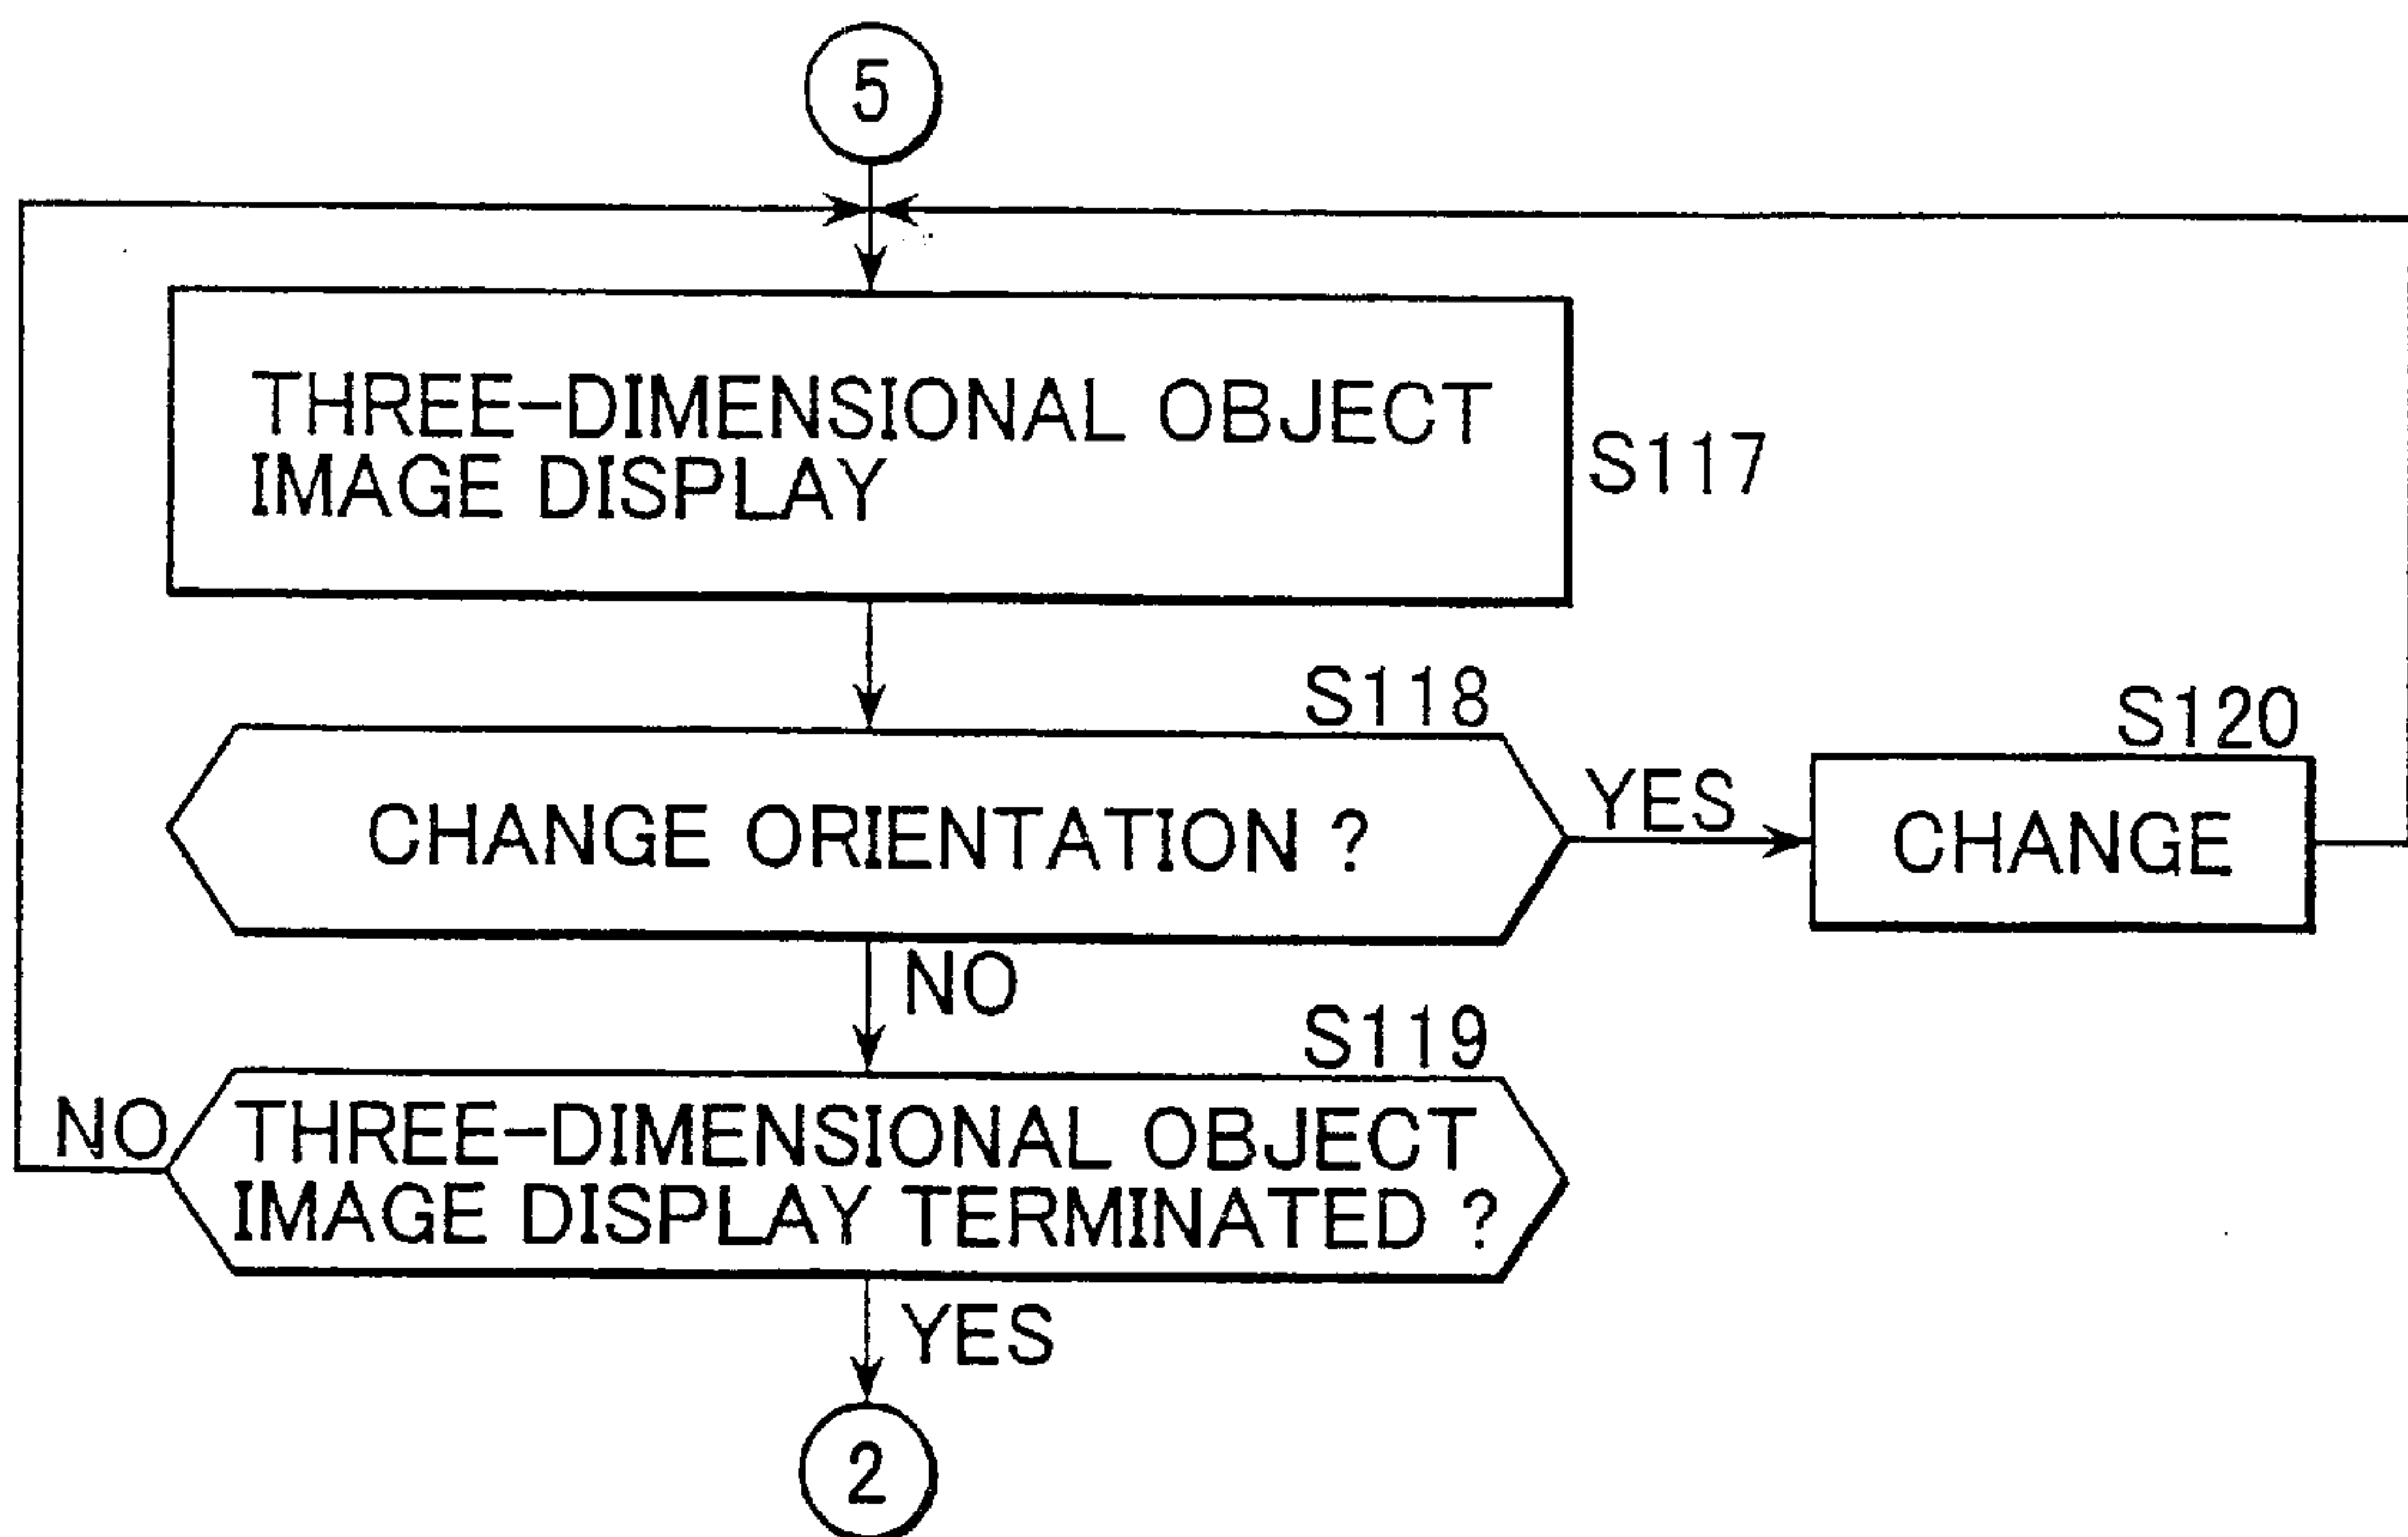 5
THREE-DIMENSIONAL OBJECT
IMAGE DISPLAY
S117
S118
CHANGE ORIENTATION ?
YES
S120
CHANGE
NO
S119
NO
THREE-DIMENSIONAL OBJECT
IMAGE DISPLAY TERMINATED ?
YES
2